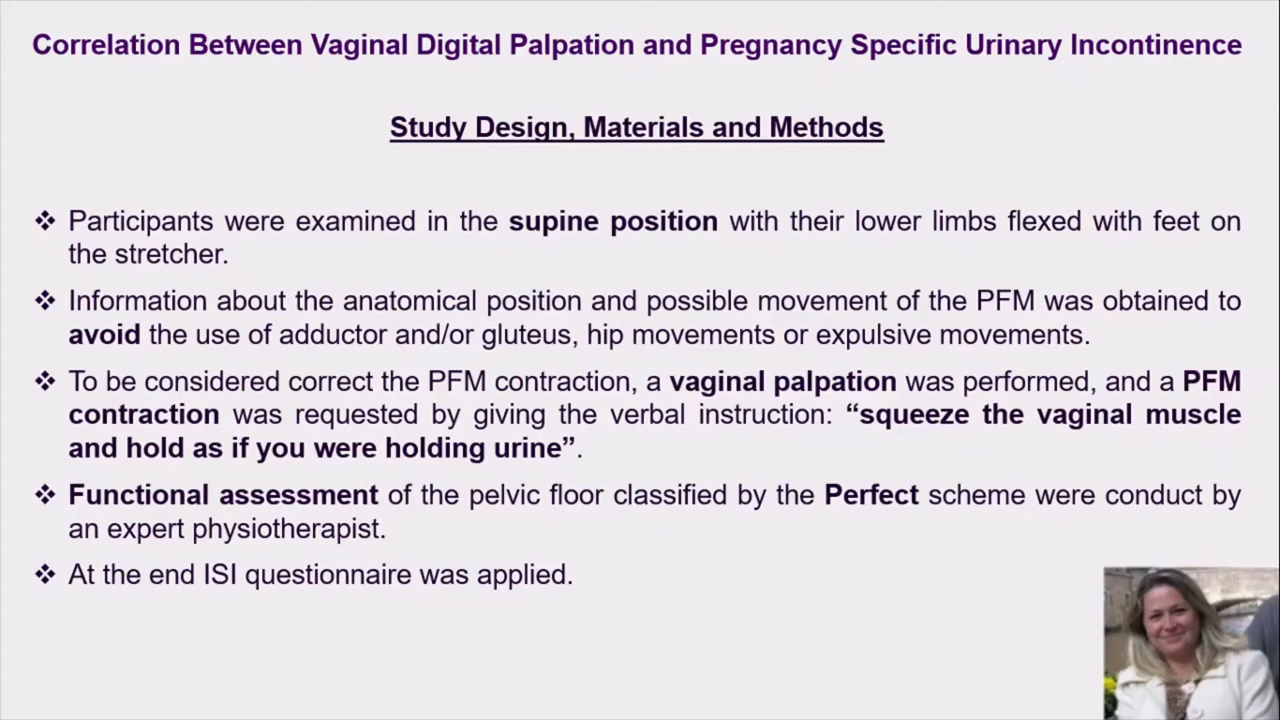 Correlation Between Vaginal Digital Palpation and Pregnancy Specific Urinary Incontinence
Study Design, Materials and Methods
❖ Participants were examined in the supine position with their lower limbs flexed with feet on
the stretcher.
❖ Information about the anatomical position and possible movement of the PFM was obtained to
avoid the use of adductor and/or gluteus, hip movements or expulsive movements.
❖ To be considered correct the PFM contraction, a vaginal palpation was performed, and a PFM
contraction was requested by giving the verbal instruction: “squeeze the vaginal muscle
and hold as if you were holding urine”.
❖ Functional assessment of the pelvic floor classified by the Perfect scheme were conduct by
an expert physiotherapist.
❖ At the end ISI questionnaire was applied.